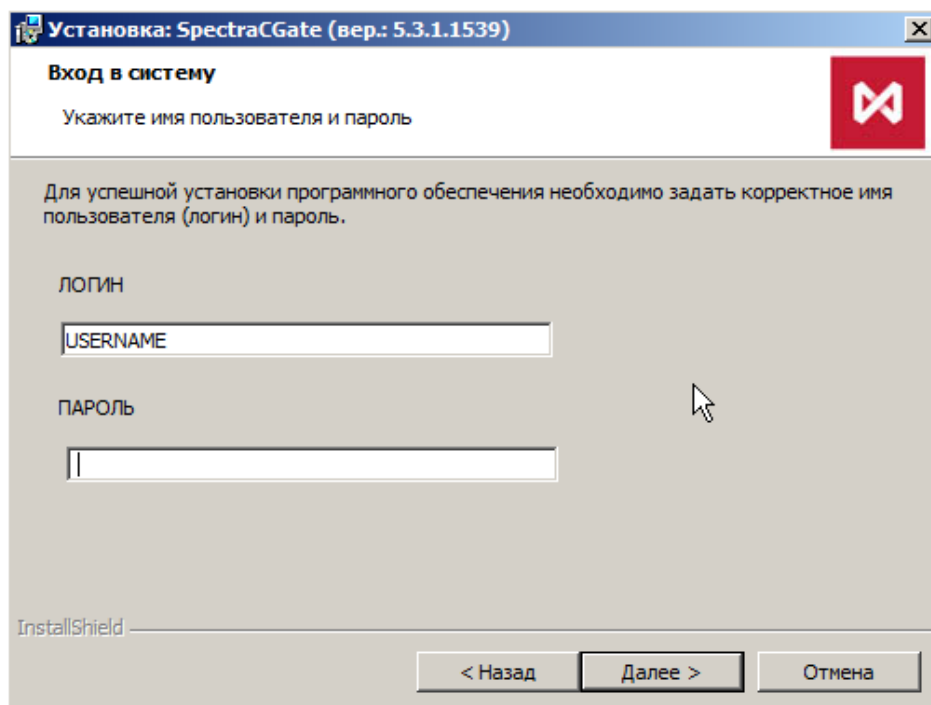 Установка: SpectraCGate (вер.: 5.3.1.1539)
Вход в систему
Укажите имя пользователя и пароль
Для успешной установки программного обеспечения необходимо задать корректное имя
пользователя (логин) и пароль.
ЛОГИН
USERNAME
ПАРОЛЬ
InstallShield
< Назад Далее > Отмена